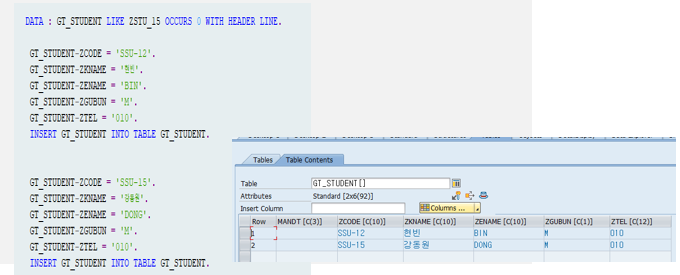 DATA : GT_STUDENT LIKE ZSTU_15 OCCURS 0 WITH HEADER LINE.
GT_STUDENT-ZCODE = 'SSU-12'.
GT_STUDENT-ZKNAME = '현빈'.
GT_STUDENT-ZENAME = 'BIN'.
GT_STUDENT-ZGUBUN = 'M'.
GT_STUDENT-ZTEL = '010'.
INSERT GT_STUDENT INTO TABLE GT_STUDENT.
GT_STUDENT-ZCODE = 'SSU-15'.
GT_STUDENT-ZKNAME = '강동원'.
GT_STUDENT-ZENAME = 'DONG'.
GT_STUDENT-ZGUBUN = 'M'.
GT_STUDENT-ZTEL = '010'.
INSERT GT_STUDENT INTO TABLE GT_STUDENT.
Tables Table Contents
Table GT_STUDENT[]
Attributes Standard [2x6(92)]
Insert Column Columns ...
Row MANDT [C(3)] ZCODE [C(10)] ZKNAME [C(10)] ZENAME [C(10)] ZGUBUN [C(1)] ZTEL [C(12)]
1 SSU-12 현빈 BIN M 010
2 SSU-15 강동원 DONG M 010